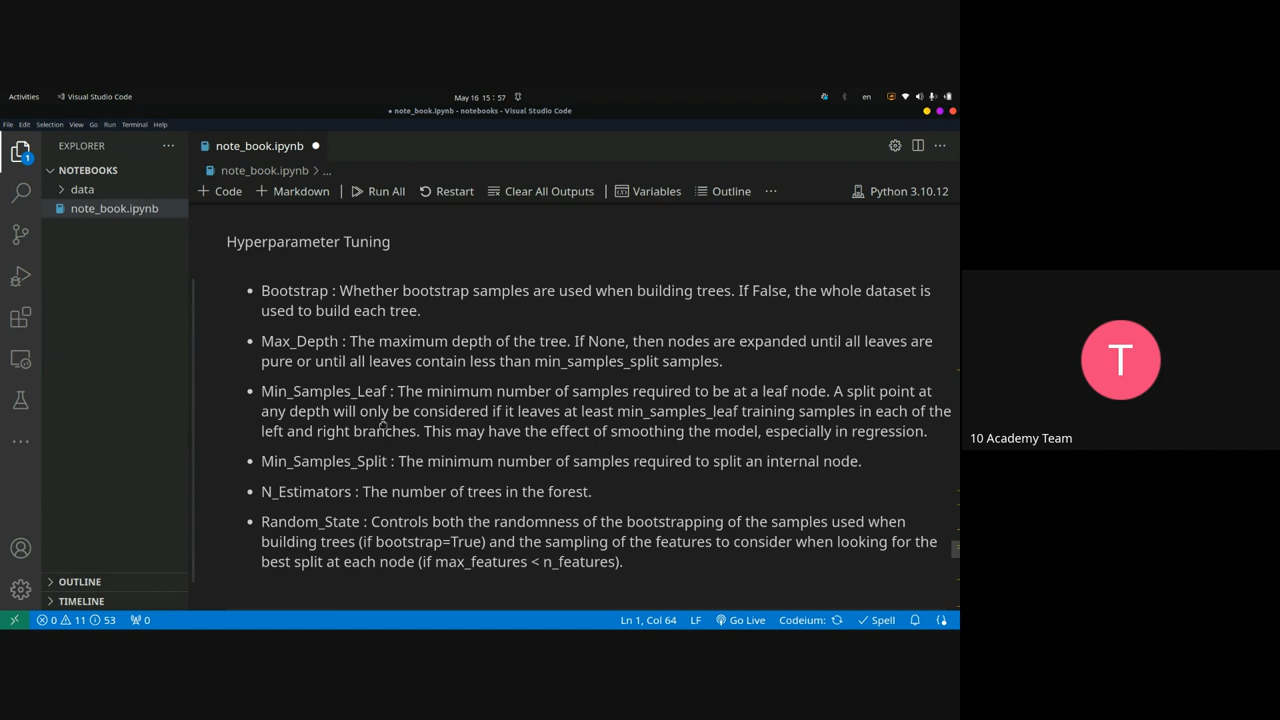 Activities
Visual Studio Code
May 16 15 : 57
en
● note_book.ipynb - notebooks - Visual Studio Code
File Edit Selection View Go Run Terminal Help
EXPLORER
NOTEBOOKS
data
note_book.ipynb
OUTLINE
TIMELINE
1
note_book.ipynb
note_book.ipynb > ...
+ Code + Markdown Run All Restart Clear All Outputs Variables Outline ··· Python 3.10.12
Hyperparameter Tuning
• Bootstrap : Whether bootstrap samples are used when building trees. If False, the whole dataset is
used to build each tree.
• Max_Depth : The maximum depth of the tree. If None, then nodes are expanded until all leaves are
pure or until all leaves contain less than min_samples_split samples.
• Min_Samples_Leaf : The minimum number of samples required to be at a leaf node. A split point at
any depth will only be considered if it leaves at least min_samples_leaf training samples in each of the
left and right branches. This may have the effect of smoothing the model, especially in regression.
• Min_Samples_Split : The minimum number of samples required to split an internal node.
• N_Estimators : The number of trees in the forest.
• Random_State : Controls both the randomness of the bootstrapping of the samples used when
building trees (if bootstrap=True) and the sampling of the features to consider when looking for the
best split at each node (if max_features < n_features).
0 11 53 0 Ln 1, Col 64 LF Go Live Codeium: Spell
T
10 Academy Team